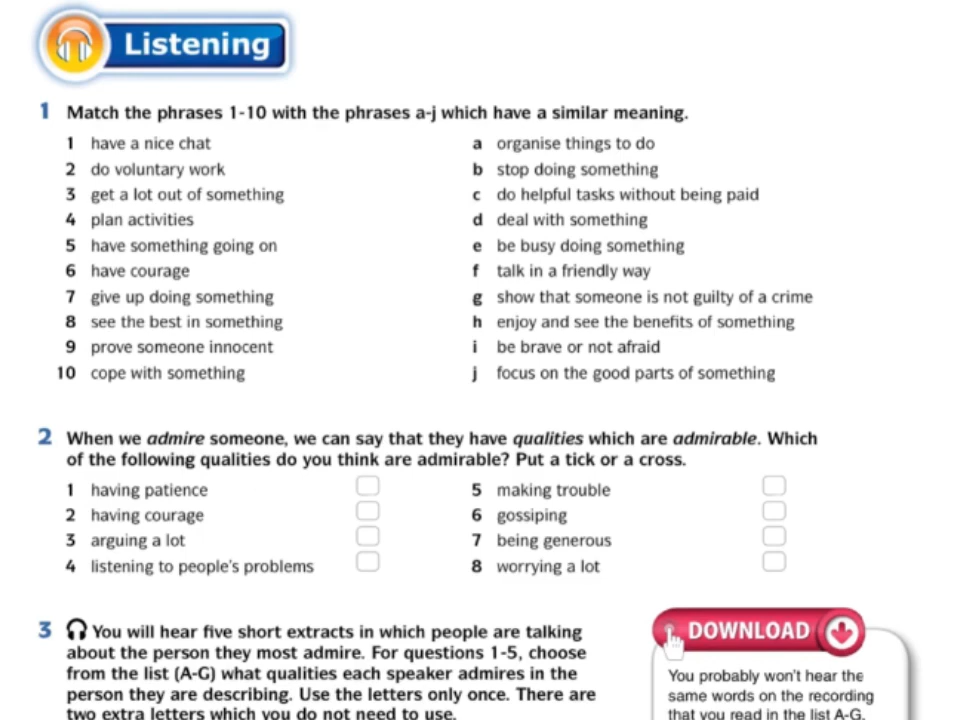 Listening
1 Match the phrases 1-10 with the phrases a-j which have a similar meaning.
1 have a nice chat
2 do voluntary work
3 get a lot out of something
4 plan activities
5 have something going on
6 have courage
7 give up doing something
8 see the best in something
9 prove someone innocent
10 cope with something
a organise things to do
b stop doing something
c do helpful tasks without being paid
d deal with something
e be busy doing something
f talk in a friendly way
g show that someone is not guilty of a crime
h enjoy and see the benefits of something
i be brave or not afraid
j focus on the good parts of something
2 When we admire someone, we can say that they have qualities which are admirable. Which
of the following qualities do you think are admirable? Put a tick or a cross.
1 having patience
2 having courage
3 arguing a lot
4 listening to people's problems
5 making trouble
6 gossiping
7 being generous
8 worrying a lot
3 You will hear five short extracts in which people are talking
about the person they most admire. For questions 1-5, choose
from the list (A-G) what qualities each speaker admires in the
person they are describing. Use the letters only once. There are
two extra letters which you do not need to use.
DOWNLOAD
You probably won't hear the
same words on the recording
that you read in the list A-G.